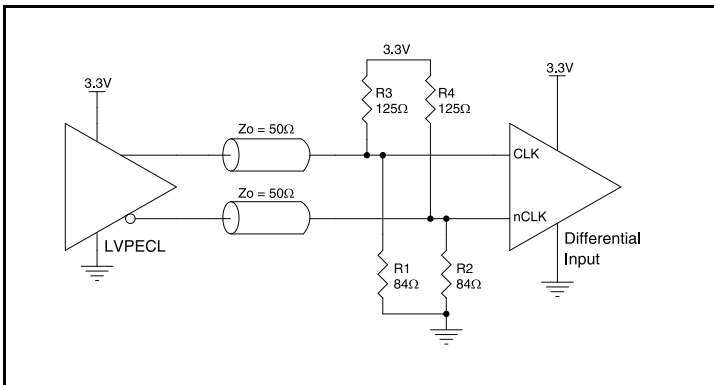 3.3V
3.3V
3.3V
R3
125Ω
R4
125Ω
Zo = 50Ω
CLK
Zo = 50Ω
nCLK
LVPECL
Differential
Input
R1
84Ω
R2
84Ω